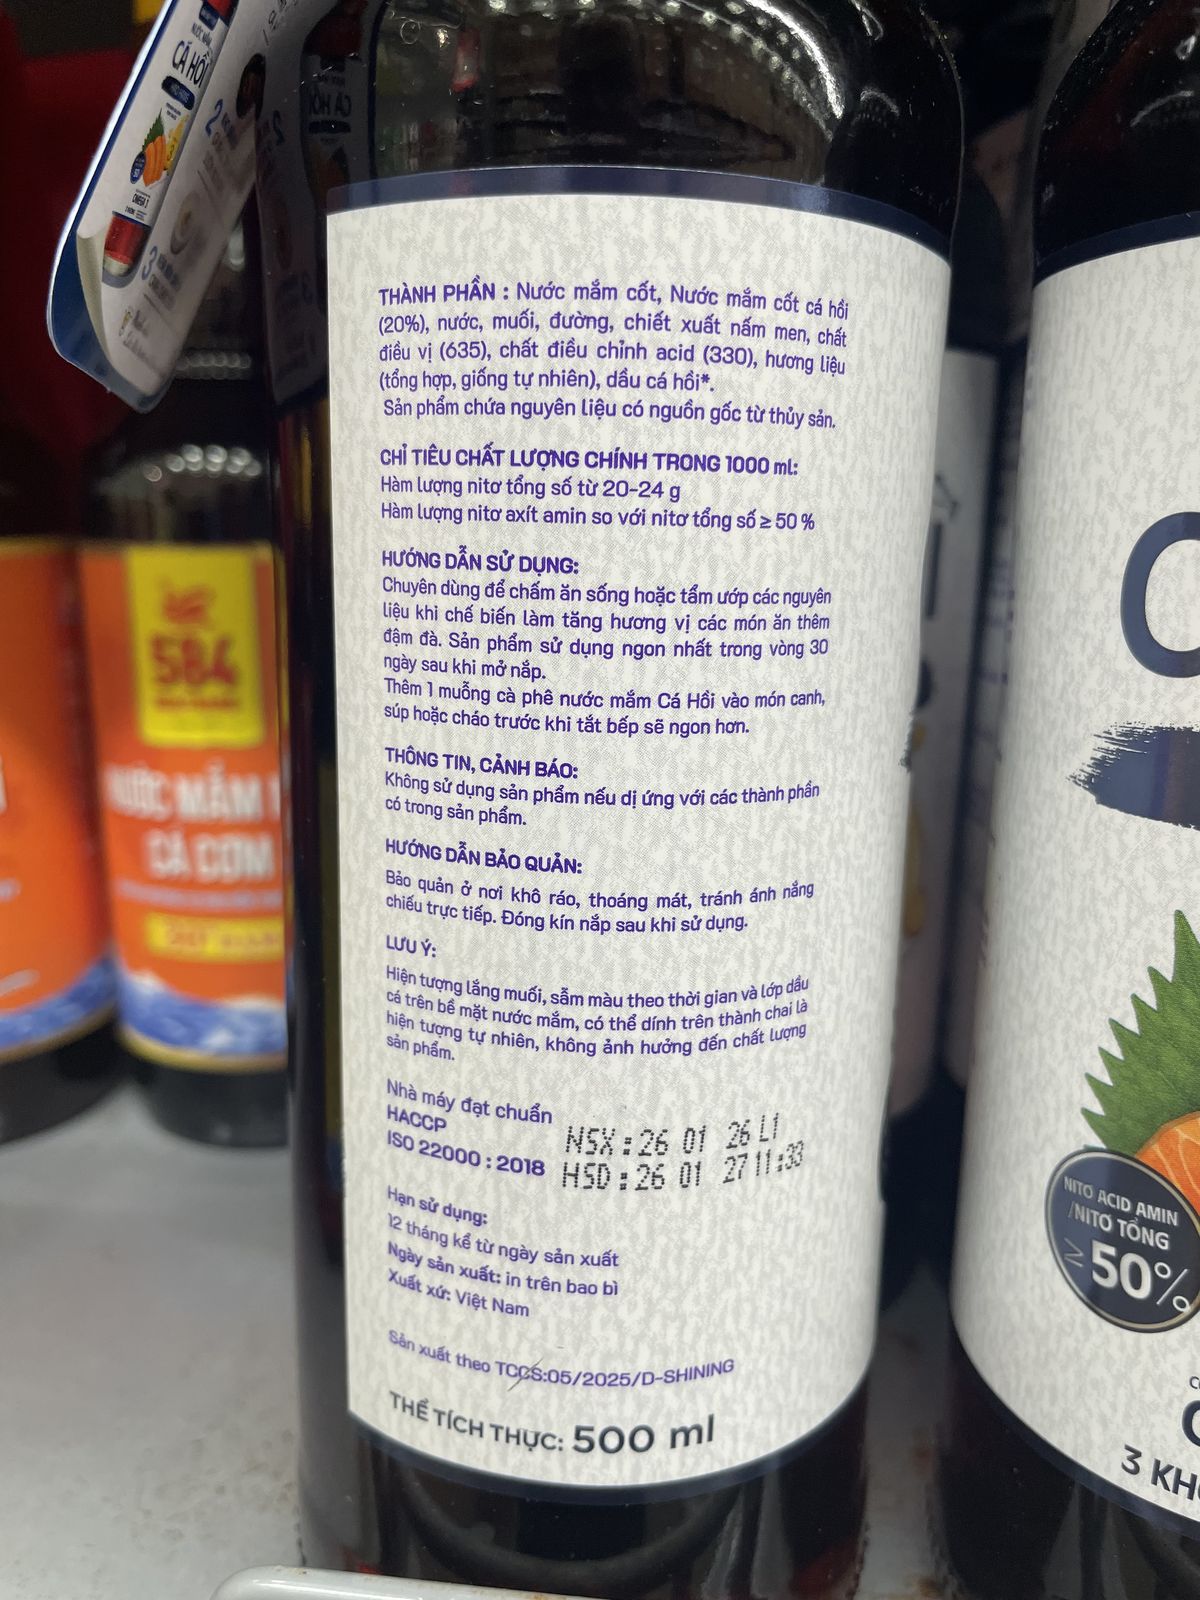 THÀNH PHẦN : Nước mắm cốt, Nước mắm cốt cá hồi
(20%), nước, muối, đường, chiết xuất nấm men, chất
điều vị (635), chất điều chỉnh acid (330), hương liệu
(tổng hợp, giống tự nhiên), dầu cá hồi*.
Sản phẩm chứa nguyên liệu có nguồn gốc từ thủy sản.
CHỈ TIÊU CHẤT LƯỢNG CHÍNH TRONG 1000 ml:
Hàm lượng nitơ tổng số từ 20-24 g
Hàm lượng nitơ axít amin so với nitơ tổng số ≥ 50 %
HƯỚNG DẪN SỬ DỤNG:
Chuyên dùng để chấm ăn sống hoặc tẩm ướp các nguyên
liệu khi chế biến làm tăng hương vị các món ăn thêm
đậm đà. Sản phẩm sử dụng ngon nhất trong vòng 30
ngày sau khi mở nắp.
Thêm 1 muỗng cà phê nước mắm Cá Hồi vào món canh,
súp hoặc cháo trước khi tắt bếp sẽ ngon hơn.
THÔNG TIN, CẢNH BÁO:
Không sử dụng sản phẩm nếu dị ứng với các thành phần
có trong sản phẩm.
HƯỚNG DẪN BẢO QUẢN:
Bảo quản ở nơi khô ráo, thoáng mát, tránh ánh nắng
chiếu trực tiếp. Đóng kín nắp sau khi sử dụng.
LƯU Ý:
Hiện tượng lắng muối, sẫm màu theo thời gian và lớp dầu
cá trên bề mặt nước mắm, có thể dính trên thành chai là
hiện tượng tự nhiên, không ảnh hưởng đến chất lượng
sản phẩm.
Nhà máy đạt chuẩn
HACCP
ISO 22000 : 2018
NSX : 26 01 26 L1
HSD : 26 01 27 11:33
Hạn sử dụng:
12 tháng kể từ ngày sản xuất
Ngày sản xuất: in trên bao bì
Xuất xứ: Việt Nam
Sản xuất theo TCCS:05/2025/D-SHINING
THỂ TÍCH THỰC: 500 ml
CÁ HỒI
584
NƯỚC MẮM
CÁ CƠM
NITƠ ACID AMIN
/NITƠ TỔNG
≥ 50%